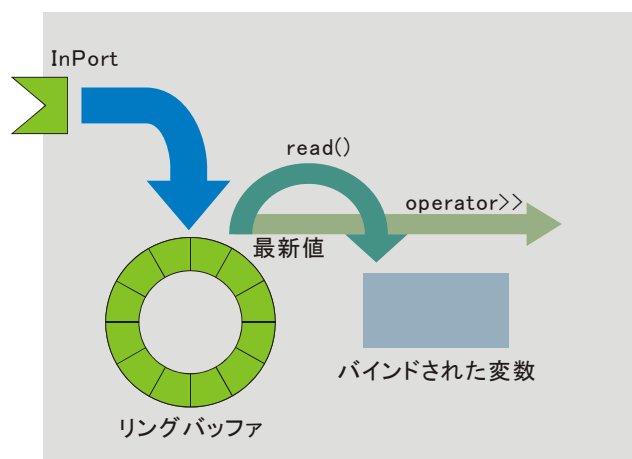 InPort
read()
operator>>
最新値
バインドされた変数
リングバッファ